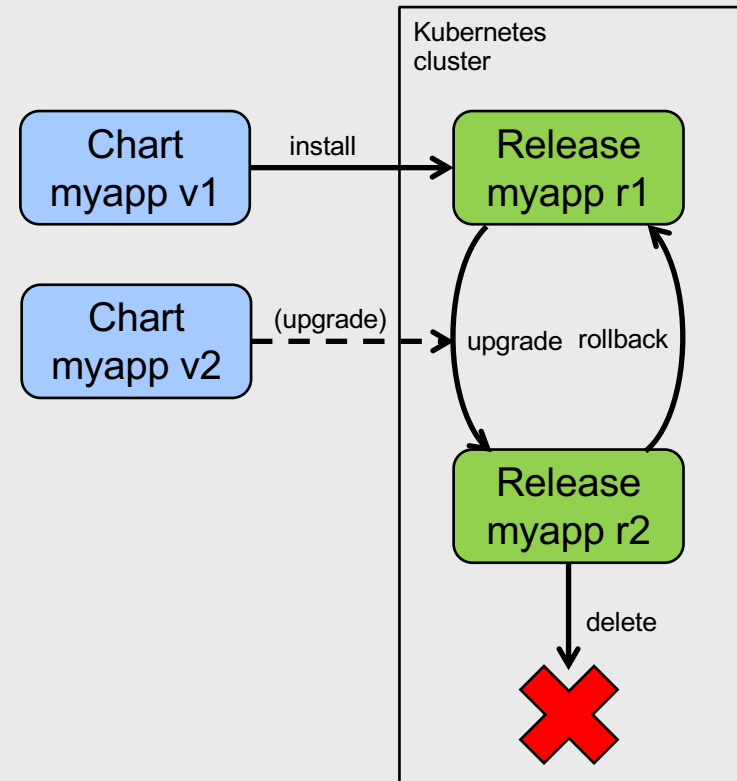 Kubernetes
cluster
Chart
myapp v1
install
Release
myapp r1
Chart
myapp v2
(upgrade)
upgrade
rollback
Release
myapp r2
delete